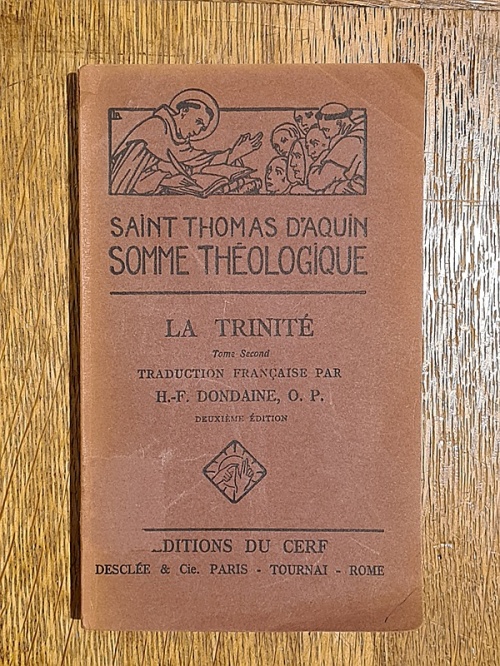 SAINT THOMAS D'AQUIN
SOMME THÉOLOGIQUE
LA TRINITÉ
Tome Second
TRADUCTION FRANÇAISE PAR
H.-F. DONDAINE, O. P.
DEUXIÈME ÉDITION
DITIONS DU CERF
DESCLÉE & Cie. PARIS - TOURNAI - ROME